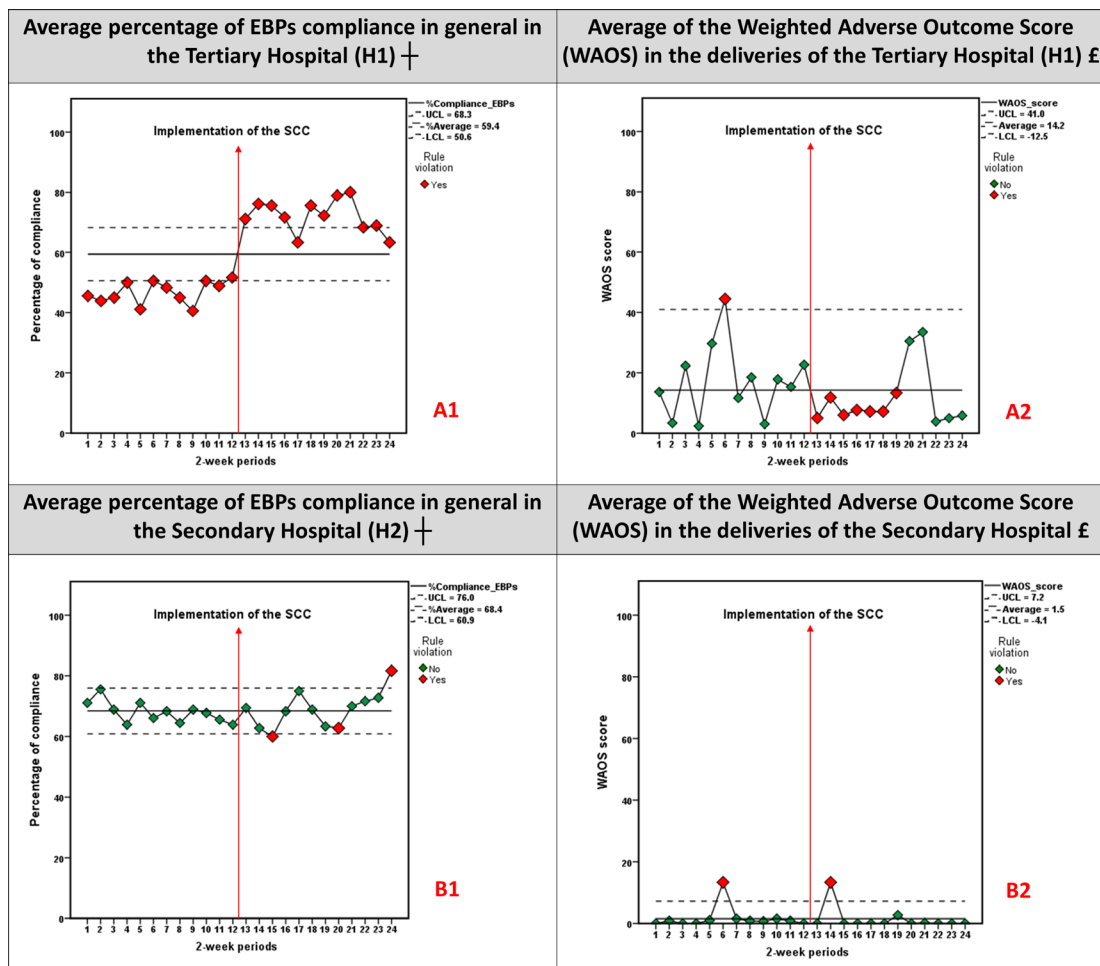 Average percentage of EBPs compliance in general in
the Tertiary Hospital (H1) ┼
Average of the Weighted Adverse Outcome Score
(WAOS) in the deliveries of the Tertiary Hospital (H1) £
%Compliance_EBPs
UCL = 68.3
%Average = 59.4
LCL = 50.6
Rule
violation
Yes
Implementation of the SCC
Percentage of compliance
100
80
60
40
20
0
1 2 3 4 5 6 7 8 9 10 11 12 13 14 15 16 17 18 19 20 21 22 23 24
2-week periods
A1
WAOS_score
UCL = 41.0
Average = 14.2
LCL = -12.5
Rule
violation
No
Yes
Implementation of the SCC
WAOS score
100
80
60
40
20
0
1 2 3 4 5 6 7 8 9 10 11 12 13 14 15 16 17 18 19 20 21 22 23 24
2-week periods
A2
Average percentage of EBPs compliance in general in
the Secondary Hospital (H2) ┼
Average of the Weighted Adverse Outcome Score
(WAOS) in the deliveries of the Secondary Hospital £
%Compliance_EBPs
UCL = 76.0
%Average = 68.4
LCL = 60.9
Rule
violation
No
Yes
Implementation of the SCC
Percentage of compliance
100
80
60
40
20
0
1 2 3 4 5 6 7 8 9 10 11 12 13 14 15 16 17 18 19 20 21 22 23 24
2-week periods
B1
WAOS_score
UCL = 7.2
Average = 1.5
LCL = -4.1
Rule
violation
No
Yes
Implementation of the SCC
WAOS score
100
80
60
40
20
0
1 2 3 4 5 6 7 8 9 10 11 12 13 14 15 16 17 18 19 20 21 22 23 24
2-week periods
B2